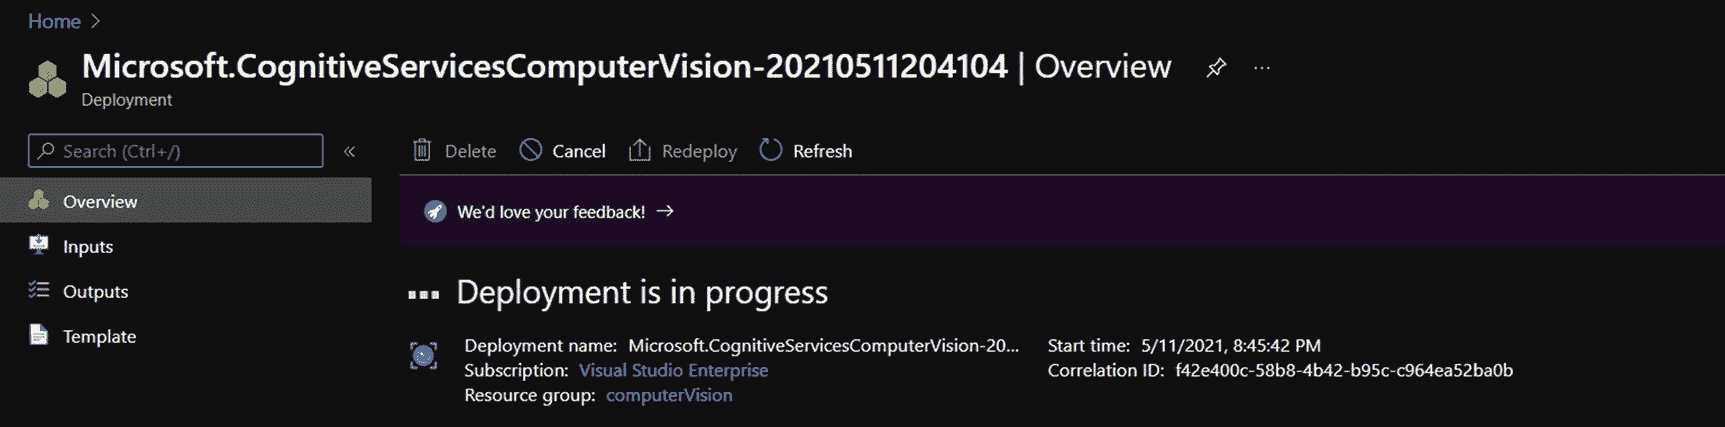 Home >
Microsoft.CognitiveServicesComputerVision-20210511204104 | Overview
Deployment
Search (Ctrl+/)
«
Delete Cancel Redeploy Refresh
Overview
We'd love your feedback! →
Inputs
Outputs
Template
Deployment is in progress
Deployment name: Microsoft.CognitiveServicesComputerVision-20...
Subscription: Visual Studio Enterprise
Resource group: computerVision
Start time: 5/11/2021, 8:45:42 PM
Correlation ID: f42e400c-58b8-4b42-b95c-c964ea52ba0b